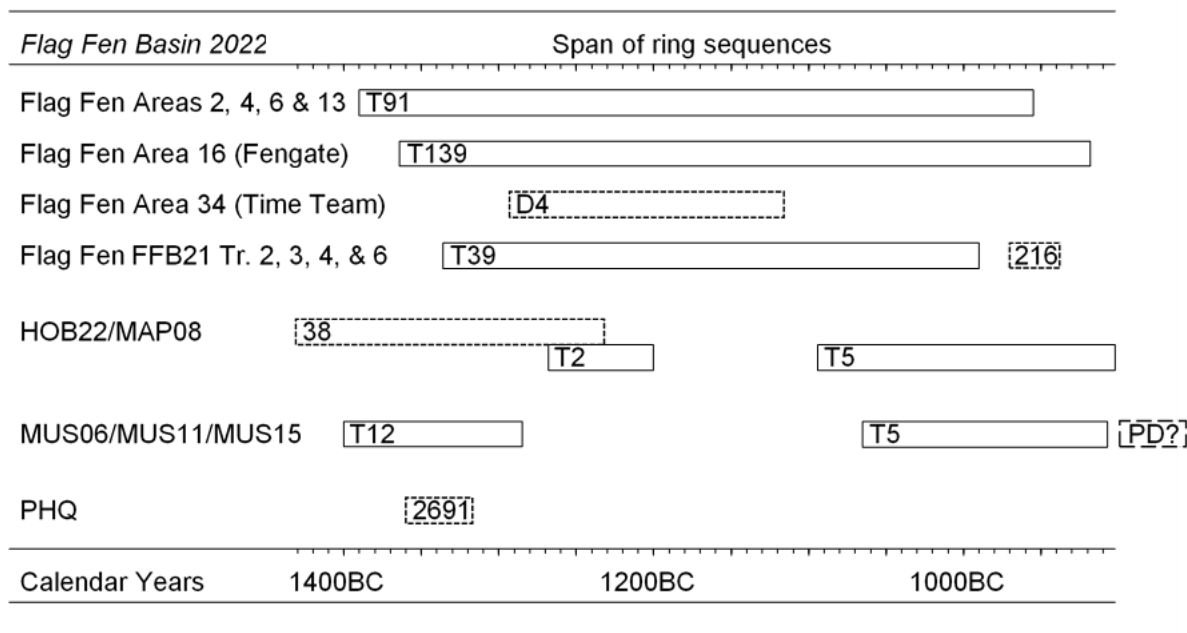 Flag Fen Basin 2022 Span of ring sequences
Flag Fen Areas 2, 4, 6 & 13 T91
Flag Fen Area 16 (Fengate) T139
Flag Fen Area 34 (Time Team) D4
Flag Fen FFB21 Tr. 2, 3, 4, & 6 T39 216
HOB22/MAP08 38
T2 T5
MUS06/MUS11/MUS15 T12 T5 PD?
PHQ 2691
Calendar Years 1400BC 1200BC 1000BC